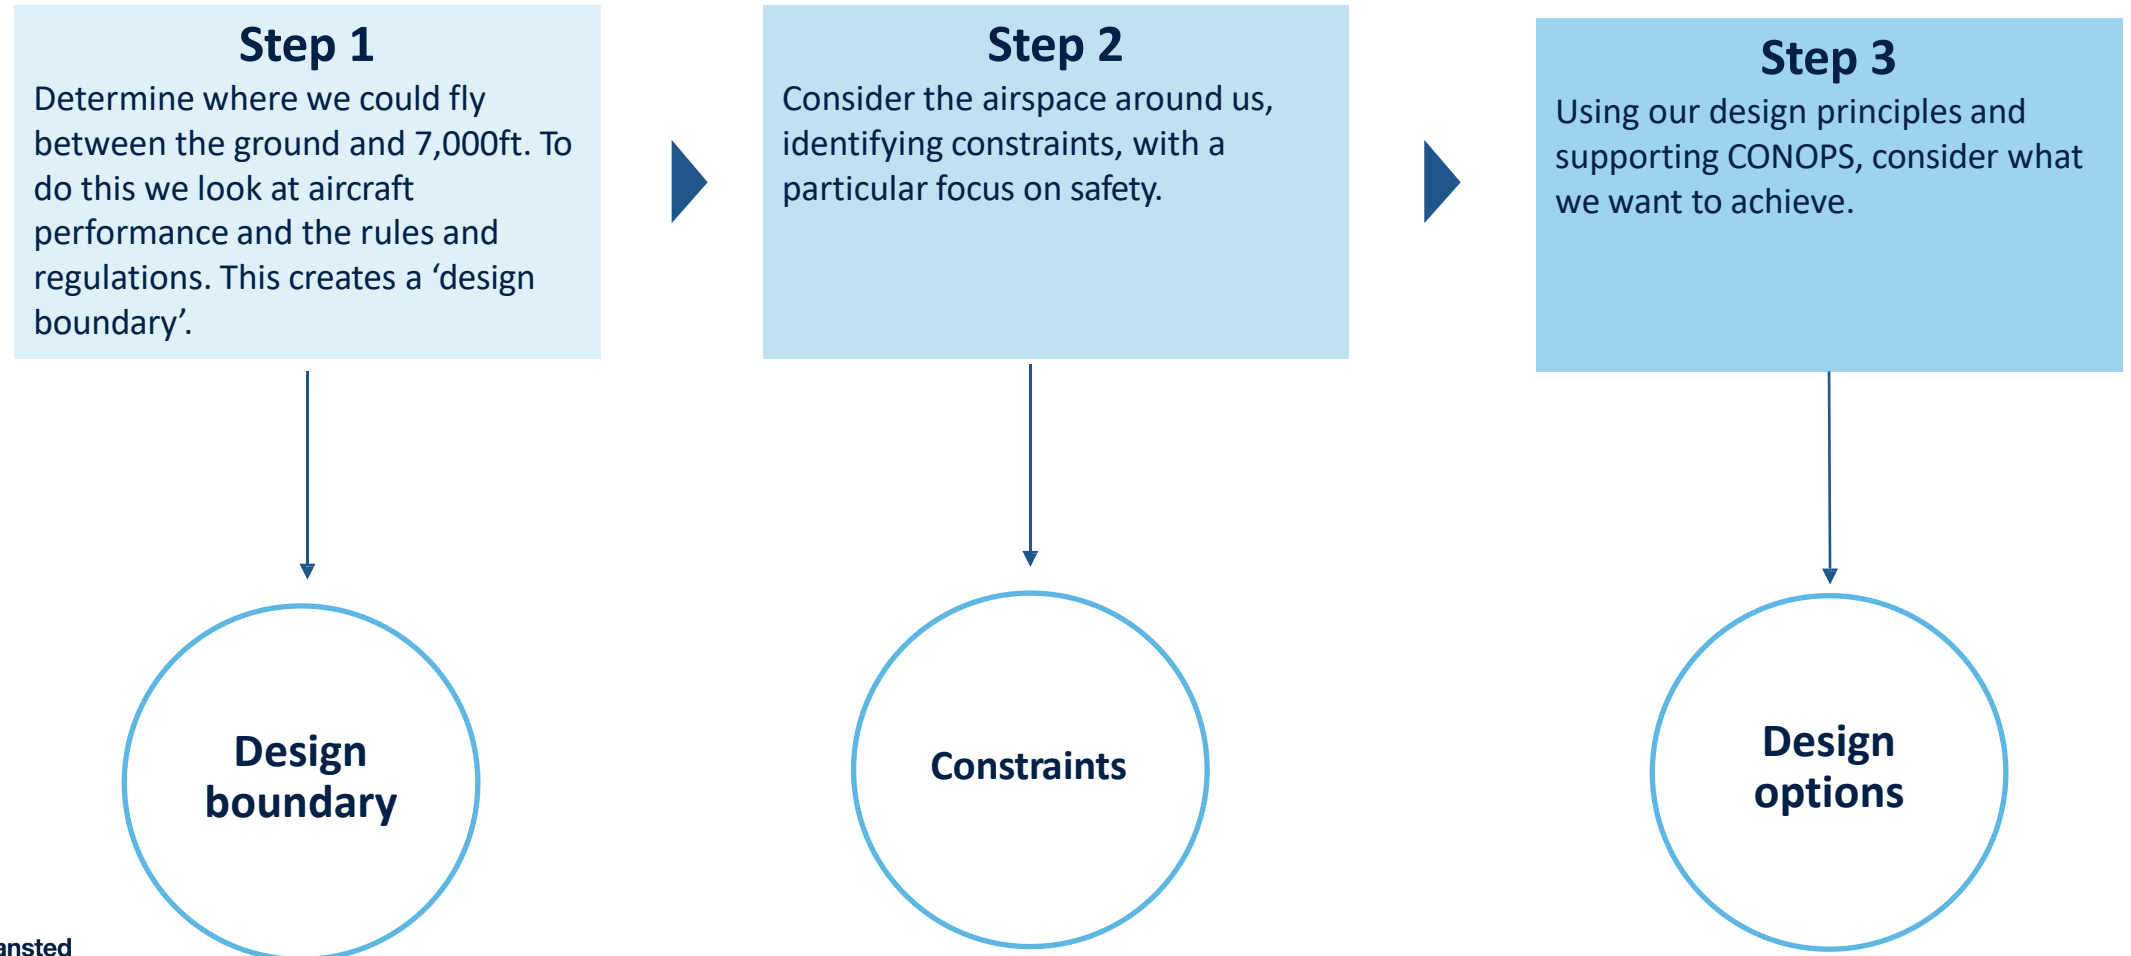 Step 1
Determine where we could fly
between the ground and 7,000ft. To
do this we look at aircraft
performance and the rules and
regulations. This creates a ‘design
boundary’.
Step 2
Consider the airspace around us,
identifying constraints, with a
particular focus on safety.
Step 3
Using our design principles and
supporting CONOPS, consider what
we want to achieve.
Design
boundary
Constraints
Design
options